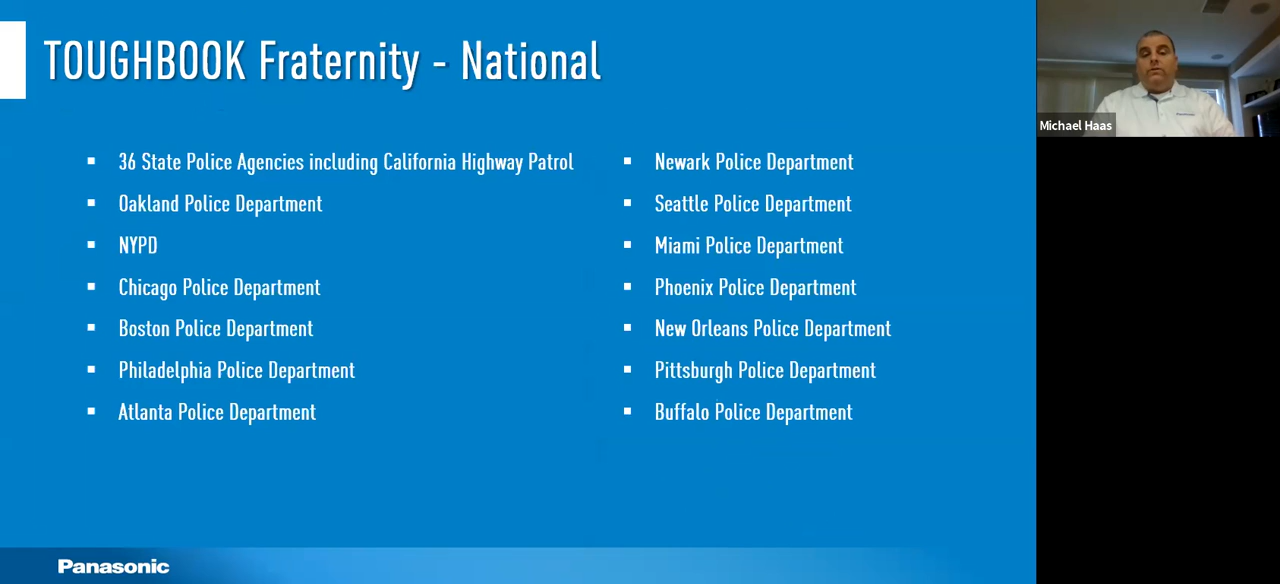 TOUGHBOOK Fraternity - National
36 State Police Agencies including California Highway Patrol
Oakland Police Department
NYPD
Chicago Police Department
Boston Police Department
Philadelphia Police Department
Atlanta Police Department
Newark Police Department
Seattle Police Department
Miami Police Department
Phoenix Police Department
New Orleans Police Department
Pittsburgh Police Department
Buffalo Police Department
Panasonic
Michael Haas